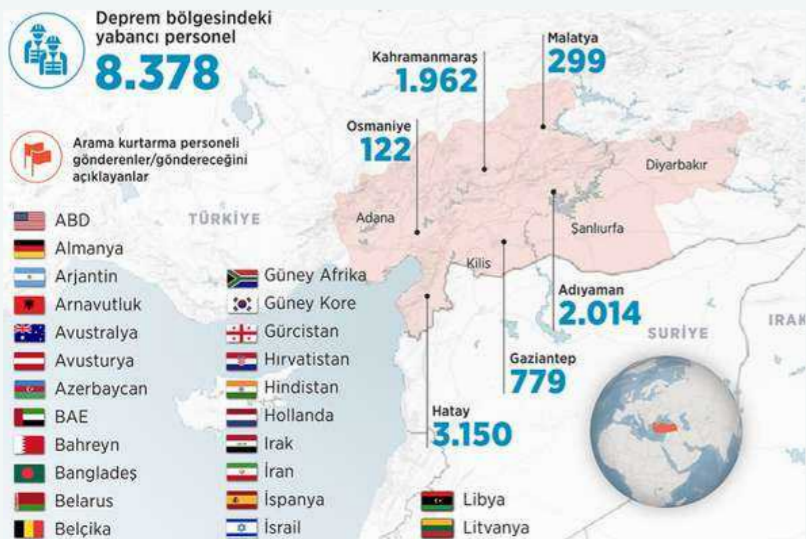 Deprem bölgesindeki
yabancı personel
8.378
Arama kurtarma personeli
gönderenler/göndereceğini
açıklayanlar
Kahramanmaraş
1.962
Malatya
299
Osmaniye
122
Diyarbakır
Adana
Şanlıurfa
Kilis
Adıyaman
2.014
Gaziantep
779
Hatay
3.150
TÜRKİYE
SURİYE
IRAK
ABD
Almanya
Arjantin
Arnavutluk
Avustralya
Avusturya
Azerbaycan
BAE
Bahreyn
Bangladeş
Belarus
Belçika
Güney Afrika
Güney Kore
Gürcistan
Hırvatistan
Hindistan
Hollanda
Irak
İran
İspanya
İsrail
Libya
Litvanya